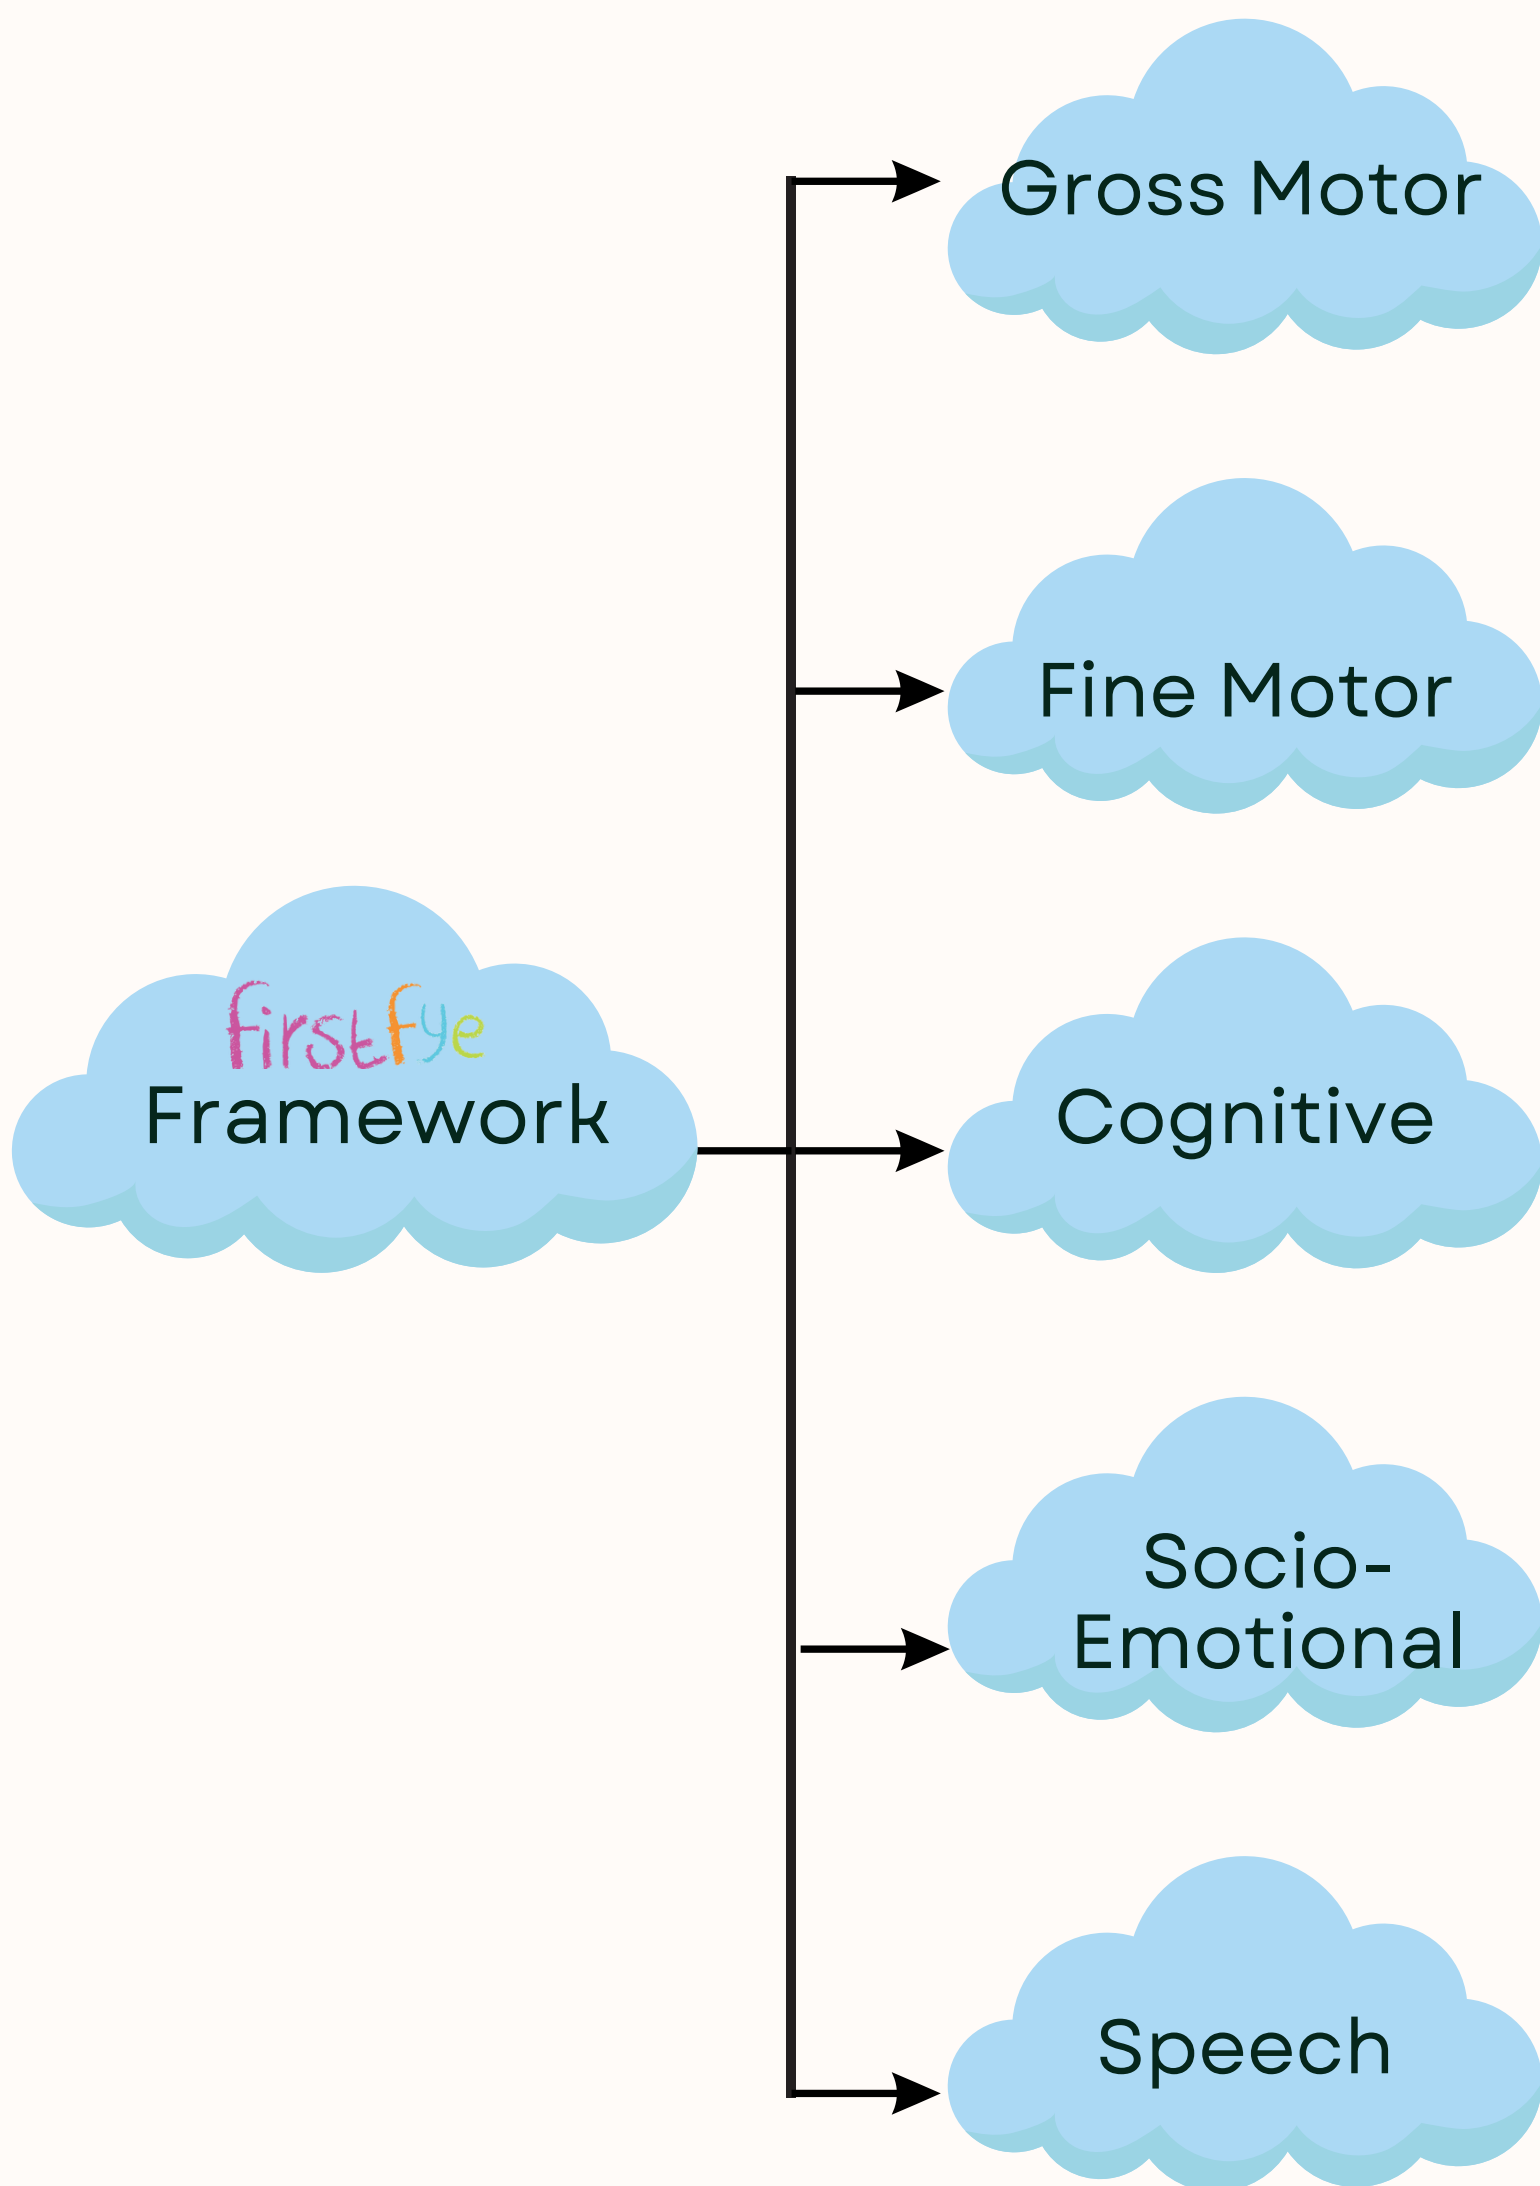 Gross Motor
Fine Motor
firstfye
Framework
Cognitive
Socio-
Emotional
Speech